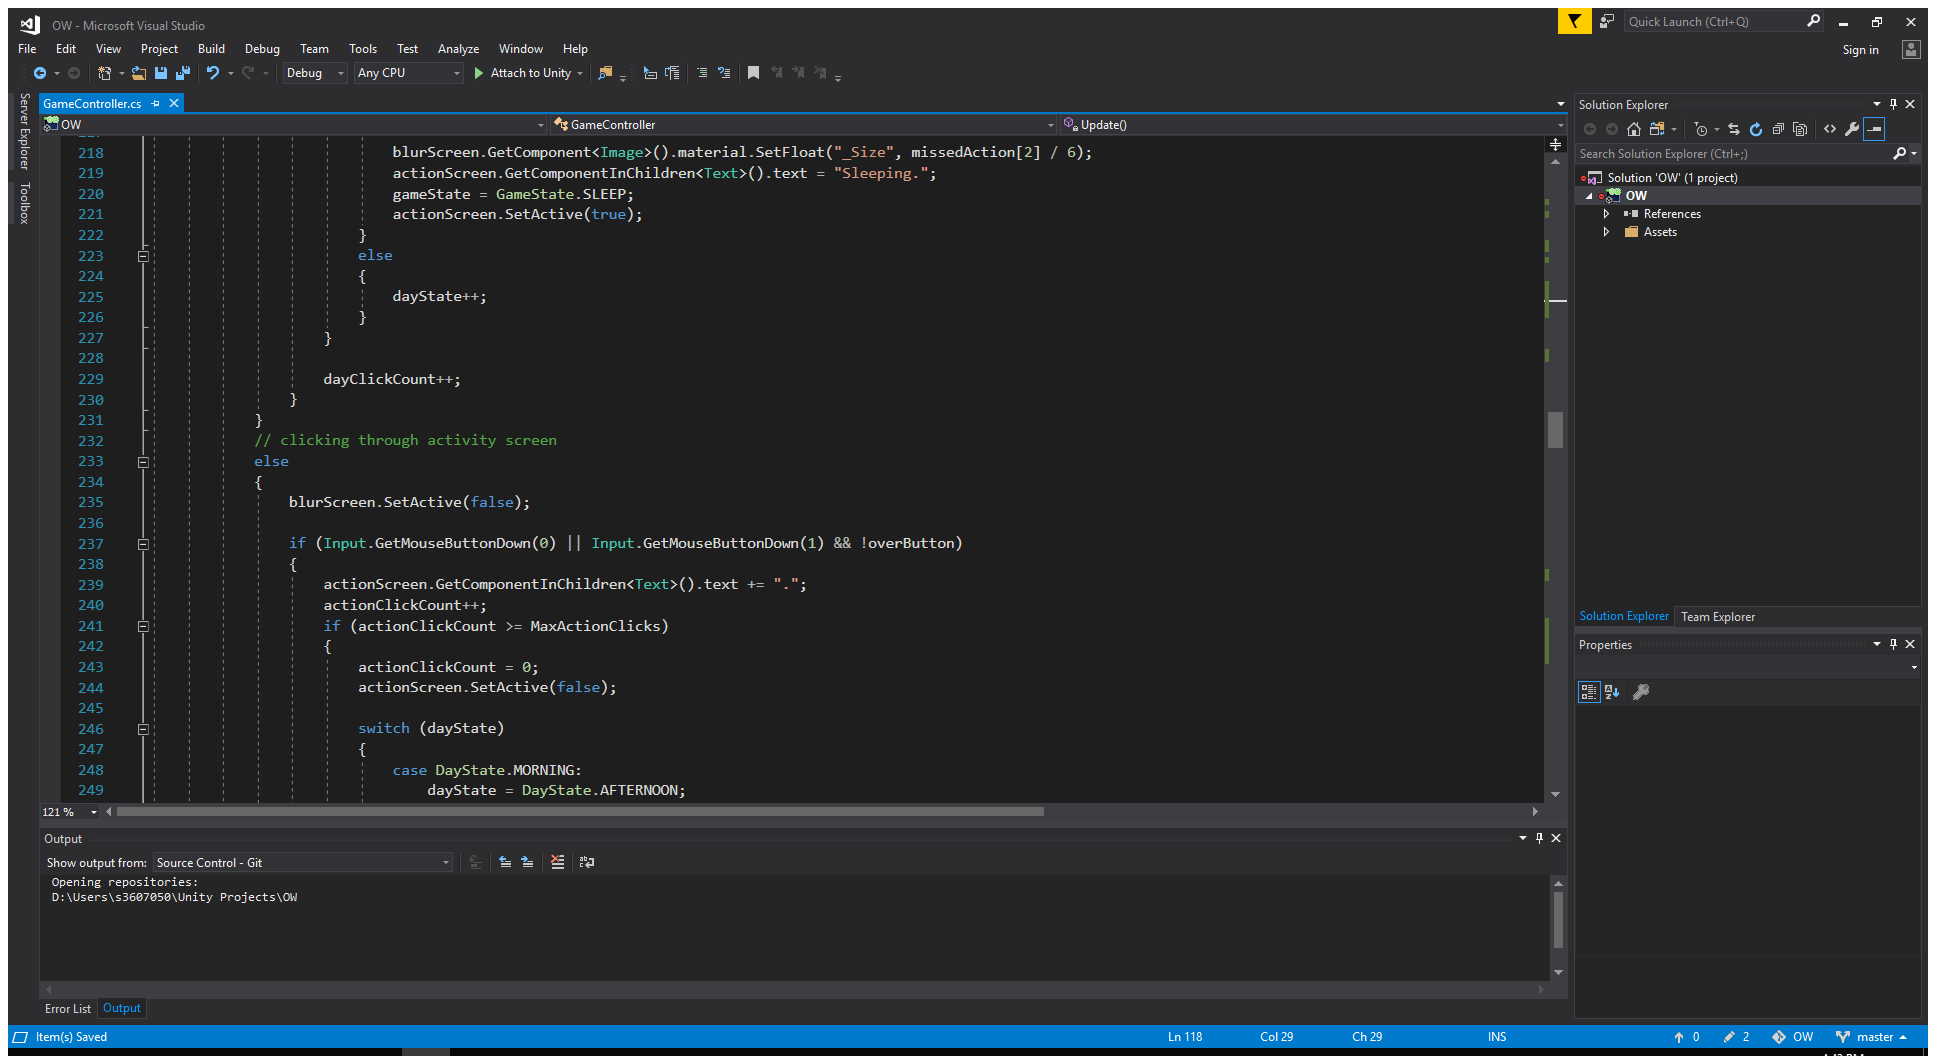 OW - Microsoft Visual Studio
Quick Launch (Ctrl+Q)
File Edit View Project Build Debug Team Tools Test Analyze Window Help
Sign in
Debug Any CPU Attach to Unity
Server Explorer
Toolbox
GameController.cs
OW GameController Update()
218 blurScreen.GetComponent<Image>().material.SetFloat("_Size", missedAction[2] / 6);
219 actionScreen.GetComponentInChildren<Text>().text = "Sleeping.";
220 gameState = GameState.SLEEP;
221 actionScreen.SetActive(true);
222 }
223 else
224 {
225 dayState++;
226 }
227 }
228
229 dayClickCount++;
230 }
231 }
232 // clicking through activity screen
233 else
234 {
235 blurScreen.SetActive(false);
236
237 if (Input.GetMouseButtonDown(0) || Input.GetMouseButtonDown(1) && !overButton)
238 {
239 actionScreen.GetComponentInChildren<Text>().text += ".";
240 actionClickCount++;
241 if (actionClickCount >= MaxActionClicks)
242 {
243 actionClickCount = 0;
244 actionScreen.SetActive(false);
245
246 switch (dayState)
247 {
248 case DayState.MORNING:
249 dayState = DayState.AFTERNOON;
121 %
Output
Show output from: Source Control - Git
Opening repositories:
D:\Users\s3607050\Unity Projects\OW
Error List Output
Solution Explorer
Search Solution Explorer (Ctrl+;)
Solution 'OW' (1 project)
OW
References
Assets
Solution Explorer Team Explorer
Properties
Item(s) Saved Ln 118 Col 29 Ch 29 INS 0 2 OW master